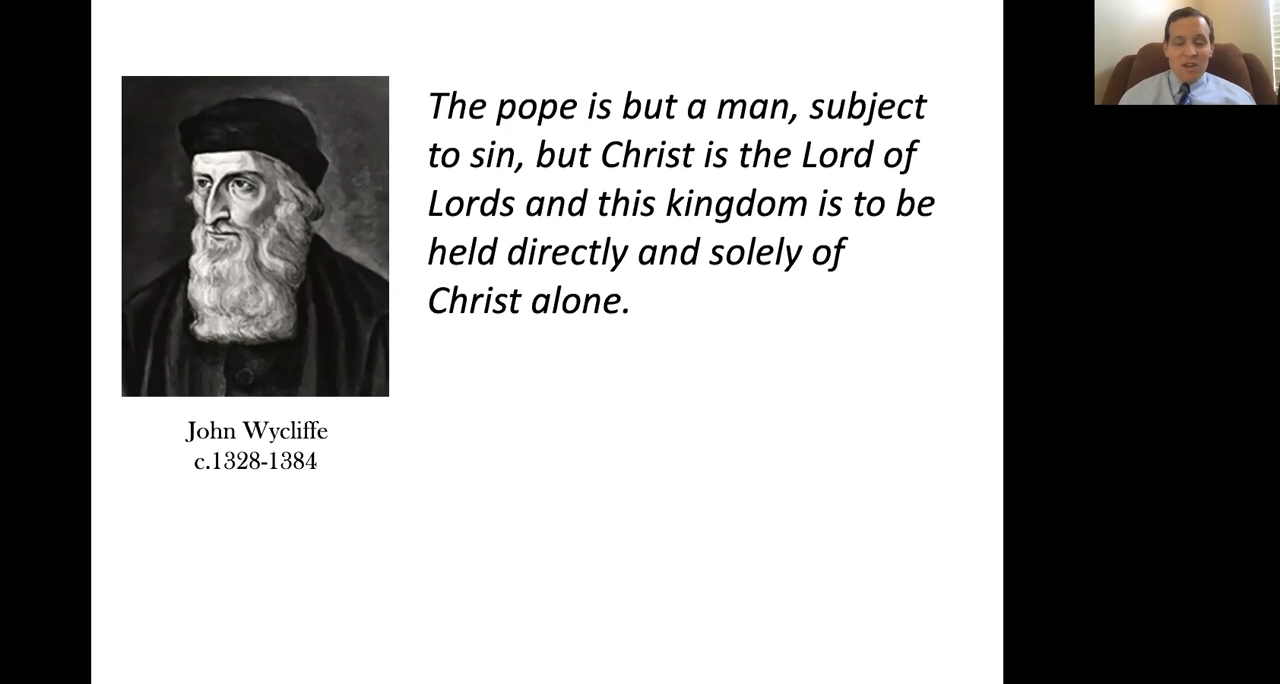 The pope is but a man, subject
to sin, but Christ is the Lord of
Lords and this kingdom is to be
held directly and solely of
Christ alone.
John Wycliffe
c.1328-1384